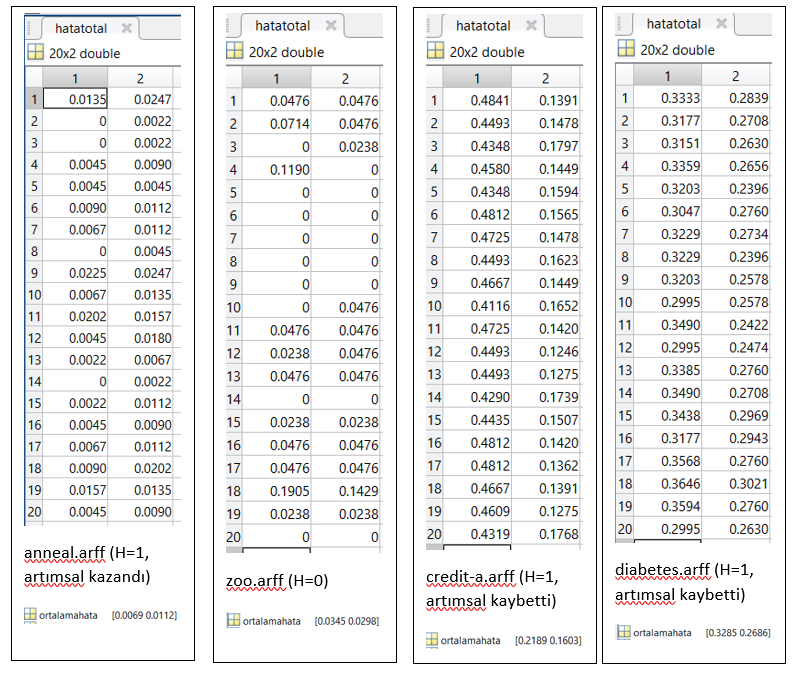 hatatotal
20x2 double
1 2
1 0.0135 0.0247
2 0 0.0022
3 0 0.0022
4 0.0045 0.0090
5 0.0045 0.0045
6 0.0090 0.0112
7 0.0067 0.0112
8 0 0.0045
9 0.0225 0.0247
10 0.0067 0.0135
11 0.0202 0.0157
12 0.0045 0.0180
13 0.0022 0.0067
14 0 0.0022
15 0.0022 0.0112
16 0.0045 0.0090
17 0.0067 0.0112
18 0.0090 0.0202
19 0.0157 0.0135
20 0.0045 0.0090
anneal.arff (H=1,
artımsal kazandı)
ortalamahata [0.0069 0.0112]
hatatotal
20x2 double
1 2
1 0.0476 0.0476
2 0.0714 0.0476
3 0 0.0238
4 0.1190 0
5 0 0
6 0 0
7 0 0
8 0 0
9 0 0
10 0 0.0476
11 0.0476 0.0476
12 0.0238 0.0476
13 0.0476 0.0476
14 0 0
15 0.0238 0.0238
16 0.0476 0.0476
17 0.0476 0.0476
18 0.1905 0.1429
19 0.0238 0.0238
20 0 0
zoo.arff (H=0)
ortalamahata [0.0345 0.0298]
hatatotal
20x2 double
1 2
1 0.4841 0.1391
2 0.4493 0.1478
3 0.4348 0.1797
4 0.4580 0.1449
5 0.4348 0.1594
6 0.4812 0.1565
7 0.4725 0.1478
8 0.4493 0.1623
9 0.4667 0.1449
10 0.4116 0.1652
11 0.4725 0.1420
12 0.4493 0.1246
13 0.4493 0.1275
14 0.4290 0.1739
15 0.4435 0.1507
16 0.4812 0.1420
17 0.4812 0.1362
18 0.4667 0.1391
19 0.4609 0.1275
20 0.4319 0.1768
credit-a.arff (H=1,
artımsal kaybetti)
ortalamahata [0.2189 0.1603]
hatatotal
20x2 double
1 2
1 0.3333 0.2839
2 0.3177 0.2708
3 0.3151 0.2630
4 0.3359 0.2656
5 0.3203 0.2396
6 0.3047 0.2760
7 0.3229 0.2734
8 0.3229 0.2396
9 0.3203 0.2578
10 0.2995 0.2578
11 0.3490 0.2422
12 0.2995 0.2474
13 0.3385 0.2760
14 0.3490 0.2708
15 0.3438 0.2969
16 0.3177 0.2943
17 0.3568 0.2760
18 0.3646 0.3021
19 0.3594 0.2760
20 0.2995 0.2630
diabetes.arff (H=1,
artımsal kaybetti)
ortalamahata [0.3285 0.2686]